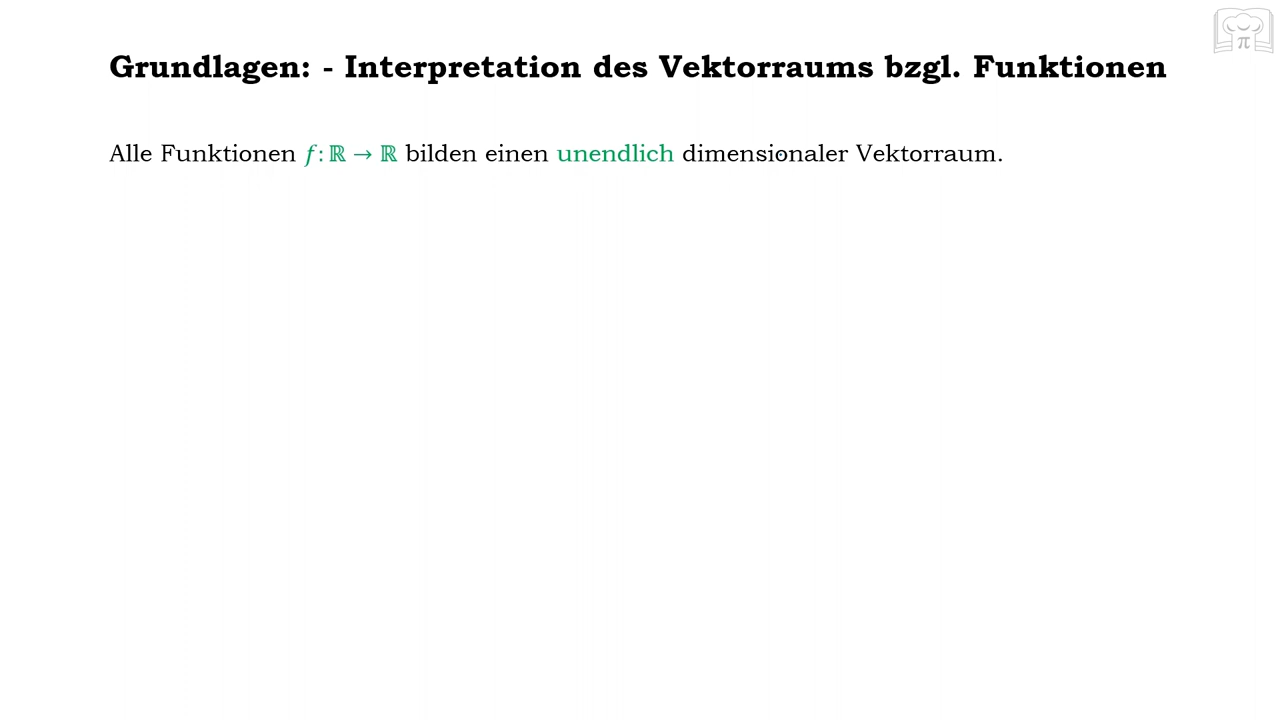 Grundlagen: - Interpretation des Vektorraums bzgl. Funktionen
Alle Funktionen f: ℝ → ℝ bilden einen unendlich dimensionaler Vektorraum.
π